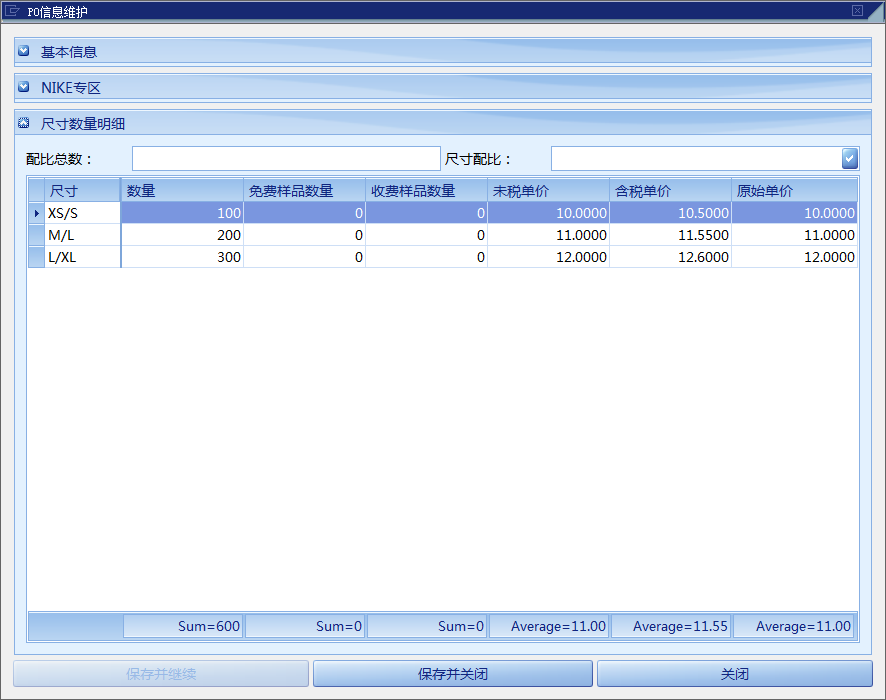 PO信息维护
基本信息
NIKE专区
尺寸数量明细
配比总数： 尺寸配比：
尺寸 数量 免费样品数量 收费样品数量 未税单价 含税单价 原始单价
XS/S 100 0 0 10.0000 10.5000 10.0000
M/L 200 0 0 11.0000 11.5500 11.0000
L/XL 300 0 0 12.0000 12.6000 12.0000
Sum=600 Sum=0 Sum=0 Average=11.00 Average=11.55 Average=11.00
保存并继续 保存并关闭 关闭